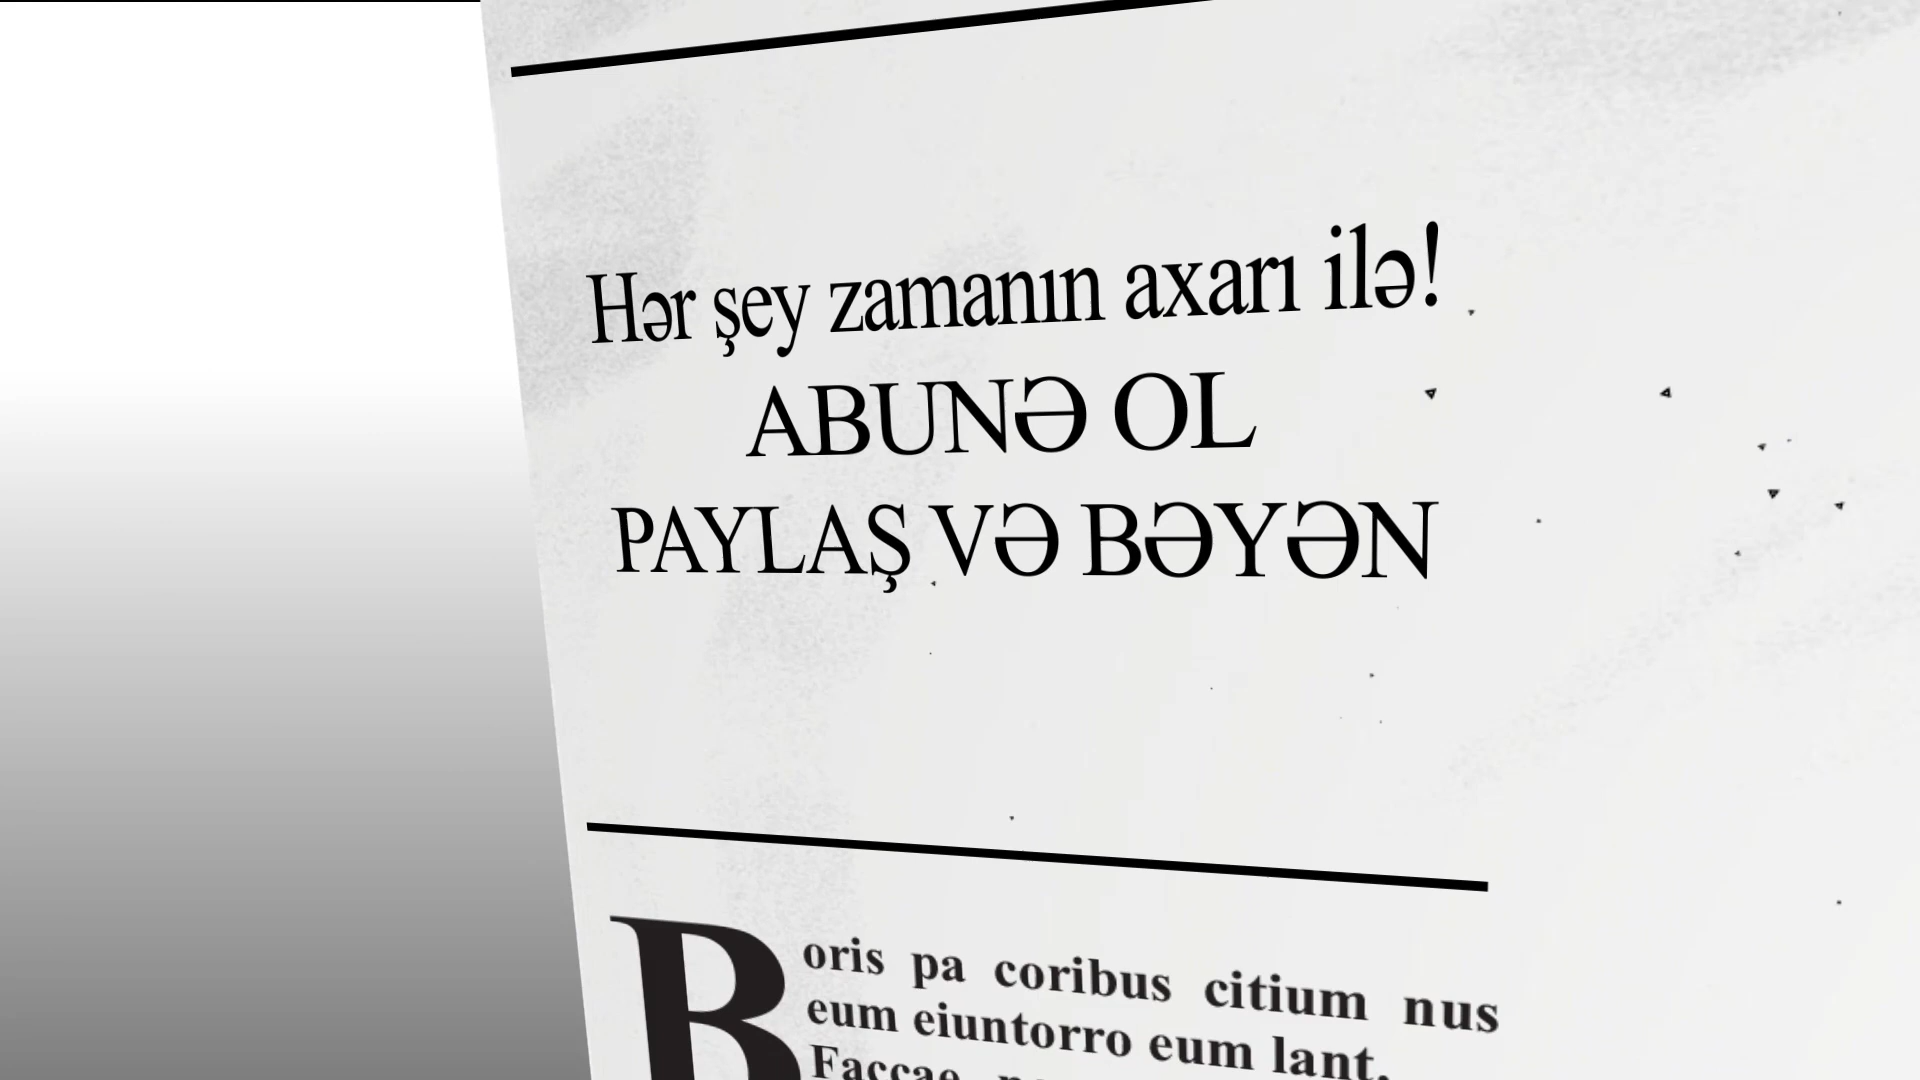 Hər şey zamanın axarı ilə!
ABUNƏ OL
PAYLAŞ VƏ BƏYƏN
Boris pa coribus citium nus
eum eiuntorro eum lant.
Faccae